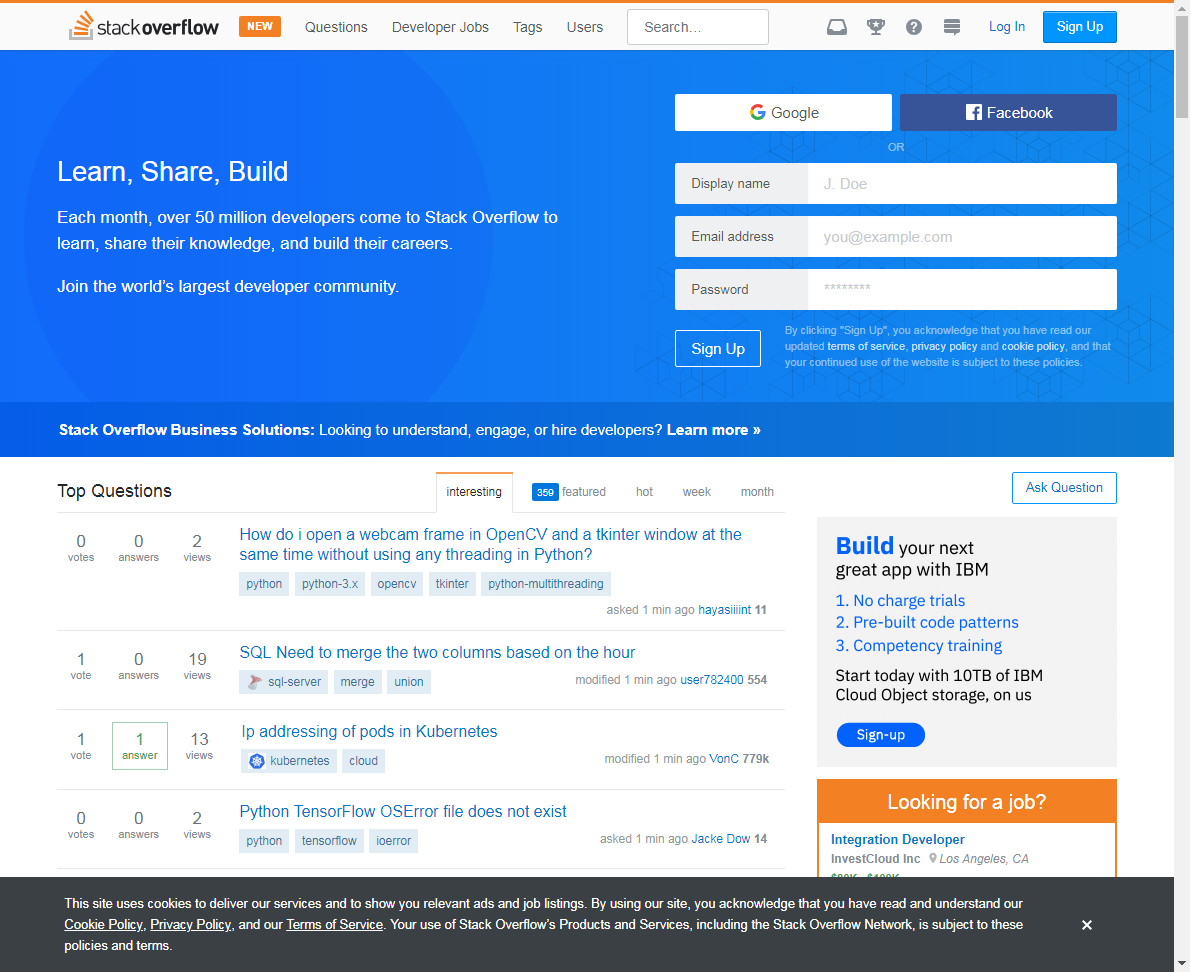 stackoverflow NEW Questions Developer Jobs Tags Users Search... Log In Sign Up
Google Facebook
OR
Learn, Share, Build
Each month, over 50 million developers come to Stack Overflow to
learn, share their knowledge, and build their careers.
Join the world's largest developer community.
Display name J. Doe
Email address you@example.com
Password ********
Sign Up
By clicking "Sign Up", you acknowledge that you have read our
updated terms of service, privacy policy and cookie policy, and that
your continued use of the website is subject to these policies.
Stack Overflow Business Solutions: Looking to understand, engage, or hire developers? Learn more »
Top Questions interesting 359 featured hot week month
Ask Question
0 votes 0 answers 2 views
How do i open a webcam frame in OpenCV and a tkinter window at the
same time without using any threading in Python?
python python-3.x opencv tkinter python-multithreading
asked 1 min ago hayasiiiint 11
1 vote 0 answers 19 views
SQL Need to merge the two columns based on the hour
sql-server merge union
modified 1 min ago user782400 554
1 vote 1 answer 13 views
Ip addressing of pods in Kubernetes
kubernetes cloud
modified 1 min ago VonC 779k
0 votes 0 answers 2 views
Python TensorFlow OSError file does not exist
python tensorflow ioerror
asked 1 min ago Jacke Dow 14
Build your next
great app with IBM
1. No charge trials
2. Pre-built code patterns
3. Competency training
Start today with 10TB of IBM
Cloud Object storage, on us
Sign-up
Looking for a job?
Integration Developer
InvestCloud Inc Los Angeles, CA
This site uses cookies to deliver our services and to show you relevant ads and job listings. By using our site, you acknowledge that you have read and understand our
Cookie Policy, Privacy Policy, and our Terms of Service. Your use of Stack Overflow's Products and Services, including the Stack Overflow Network, is subject to these
policies and terms.